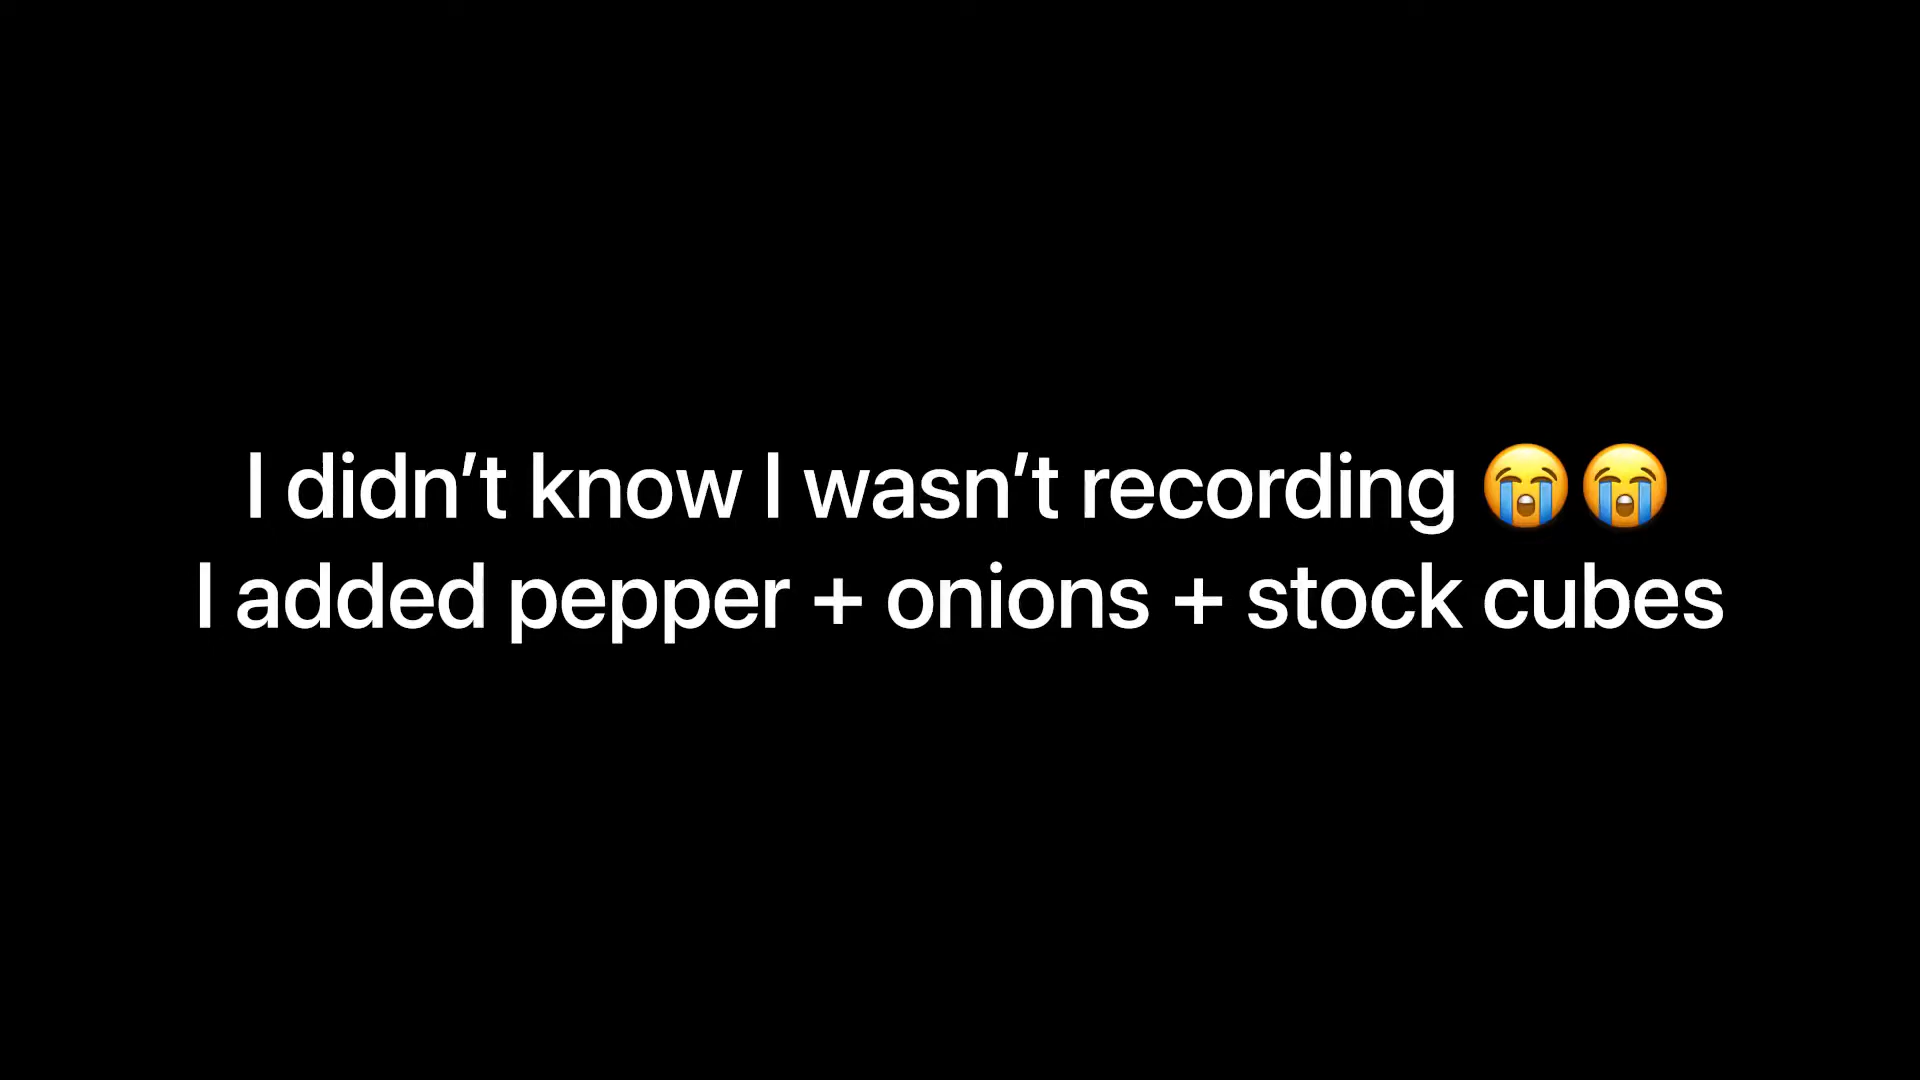 I didn’t know I wasn’t recording 😭😭
I added pepper + onions + stock cubes